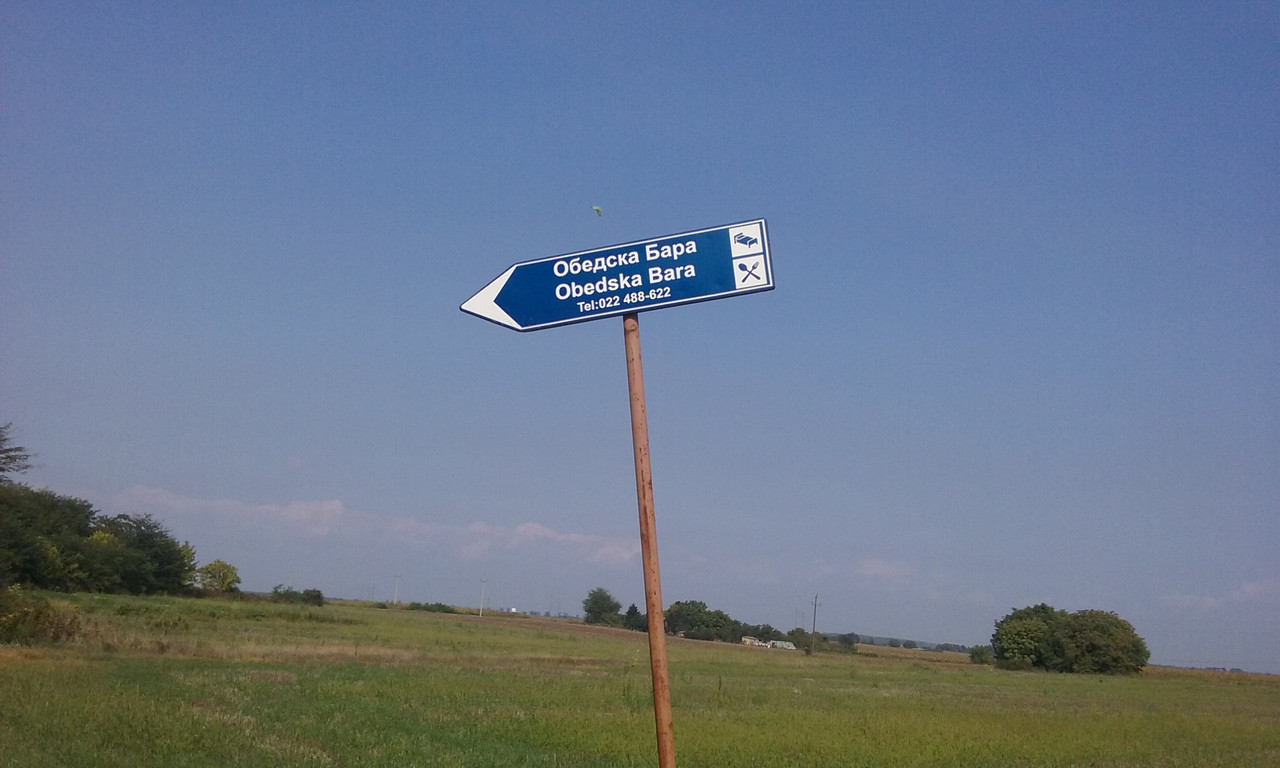 Обедска Бара
Obedska Bara
Tel:022 488-622